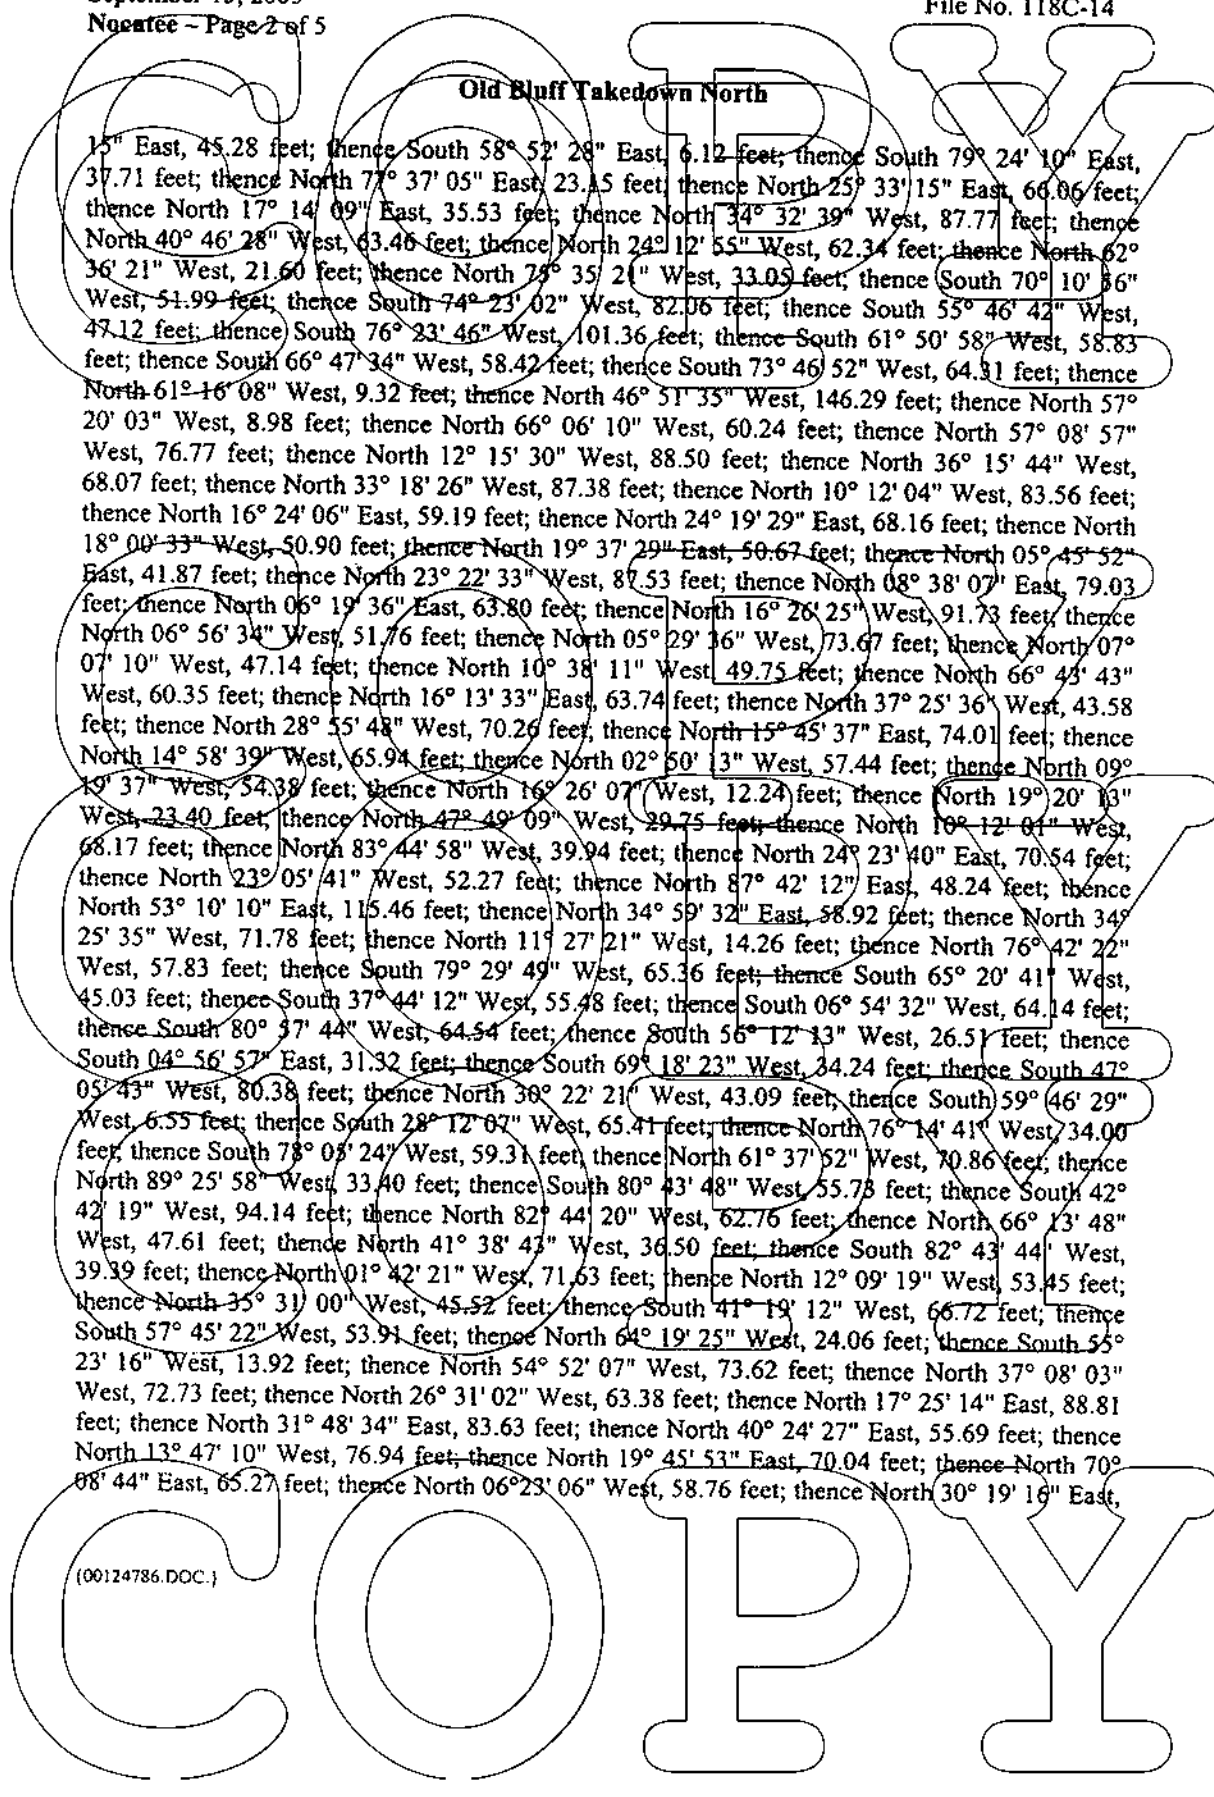 File No. 118C-14
Nocatee – Page 2 of 5
Old Bluff Takedown North
15" East, 45.28 feet; thence South 58° 52' 28" East, 6.12 feet; thence South 79° 24' 10" East,
37.71 feet; thence North 77° 37' 05" East, 23.15 feet; thence North 25° 33' 15" East, 66.06 feet;
thence North 17° 14' 09" East, 35.53 feet; thence North 34° 32' 39" West, 87.77 feet; thence
North 40° 46' 28" West, 63.46 feet; thence North 24° 12' 55" West, 62.34 feet; thence North 62°
36' 21" West, 21.60 feet; thence North 75° 35' 21" West, 33.05 feet; thence South 70° 10' 56"
West, 51.99 feet; thence South 74° 23' 02" West, 82.06 feet; thence South 55° 46' 42" West,
47.12 feet; thence South 76° 23' 46" West, 101.36 feet; thence South 61° 50' 58" West, 58.83
feet; thence South 66° 47' 34" West, 58.42 feet; thence South 73° 46' 52" West, 64.31 feet; thence
North 61° 16' 08" West, 9.32 feet; thence North 46° 51' 35" West, 146.29 feet; thence North 57°
20' 03" West, 8.98 feet; thence North 66° 06' 10" West, 60.24 feet; thence North 57° 08' 57"
West, 76.77 feet; thence North 12° 15' 30" West, 88.50 feet; thence North 36° 15' 44" West,
68.07 feet; thence North 33° 18' 26" West, 87.38 feet; thence North 10° 12' 04" West, 83.56 feet;
thence North 16° 24' 06" East, 59.19 feet; thence North 24° 19' 29" East, 68.16 feet; thence North
18° 00' 33" West, 50.90 feet; thence North 19° 37' 29" East, 50.67 feet; thence North 05° 45' 52"
East, 41.87 feet; thence North 23° 22' 33" West, 87.53 feet; thence North 08° 38' 07" East, 79.03
feet; thence North 06° 19' 36" East, 63.80 feet; thence North 16° 26' 25" West, 91.73 feet; thence
North 06° 56' 34" West, 51.76 feet; thence North 05° 29' 36" West, 73.67 feet; thence North 07°
07' 10" West, 47.14 feet; thence North 10° 38' 11" West, 49.75 feet; thence North 66° 43' 43"
West, 60.35 feet; thence North 16° 13' 33" East, 63.74 feet; thence North 37° 25' 36" West, 43.58
feet; thence North 28° 55' 48" West, 70.26 feet; thence North 15° 45' 37" East, 74.01 feet; thence
North 14° 58' 39" West, 65.94 feet; thence North 02° 50' 13" West, 57.44 feet; thence North 09°
19' 37" West, 54.38 feet; thence North 16° 26' 07" West, 12.24 feet; thence North 19° 20' 13"
West, 23.40 feet; thence North 47° 49' 09" West, 29.75 feet; thence North 10° 12' 01" West,
68.17 feet; thence North 83° 44' 58" West, 39.94 feet; thence North 24° 23' 40" East, 70.54 feet;
thence North 23° 05' 41" West, 52.27 feet; thence North 87° 42' 12" East, 48.24 feet; thence
North 53° 10' 10" East, 115.46 feet; thence North 34° 59' 32" East, 58.92 feet; thence North 34°
25' 35" West, 71.78 feet; thence North 11° 27' 21" West, 14.26 feet; thence North 76° 42' 22"
West, 57.83 feet; thence South 79° 29' 49" West, 65.36 feet; thence South 65° 20' 41" West,
45.03 feet; thence South 37° 44' 12" West, 55.48 feet; thence South 06° 54' 32" West, 64.14 feet;
thence South 80° 57' 44" West, 64.54 feet; thence South 56° 12' 13" West, 26.51 feet; thence
South 04° 56' 57" East, 31.32 feet; thence South 69° 18' 23" West, 34.24 feet; thence South 47°
05' 43" West, 80.38 feet; thence North 30° 22' 21" West, 43.09 feet; thence South 59° 46' 29"
West, 6.55 feet; thence South 28° 12' 07" West, 65.41 feet; thence North 76° 14' 41" West, 34.00
feet; thence South 78° 05' 24" West, 59.31 feet; thence North 61° 37' 52" West, 70.86 feet; thence
North 89° 25' 58" West, 33.40 feet; thence South 80° 43' 48" West, 55.73 feet; thence South 42°
42' 19" West, 94.14 feet; thence North 82° 44' 20" West, 62.76 feet; thence North 66° 13' 48"
West, 47.61 feet; thence North 41° 38' 43" West, 36.50 feet; thence South 82° 43' 44' West,
39.39 feet; thence North 01° 42' 21" West, 71.63 feet; thence North 12° 09' 19" West, 53.45 feet;
thence North 35° 31' 00" West, 45.52 feet; thence South 41° 19' 12" West, 66.72 feet; thence
South 57° 45' 22" West, 53.91 feet; thence North 64° 19' 25" West, 24.06 feet; thence South 55°
23' 16" West, 13.92 feet; thence North 54° 52' 07" West, 73.62 feet; thence North 37° 08' 03"
West, 72.73 feet; thence North 26° 31' 02" West, 63.38 feet; thence North 17° 25' 14" East, 88.81
feet; thence North 31° 48' 34" East, 83.63 feet; thence North 40° 24' 27" East, 55.69 feet; thence
North 13° 47' 10" West, 76.94 feet; thence North 19° 45' 53" East, 70.04 feet; thence North 70°
08' 44" East, 65.27 feet; thence North 06°23' 06" West, 58.76 feet; thence North 30° 19' 16" East,
{00124786.DOC.}
COPY
COPY
COPY
COPY
COPY
COPY